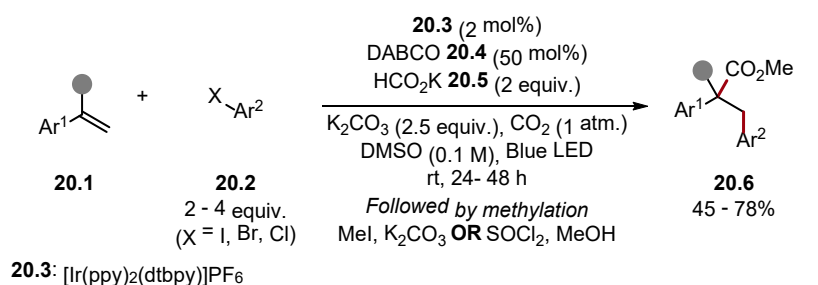 20.3 (2 mol%)
DABCO 20.4 (50 mol%)
HCO2K 20.5 (2 equiv.)
Ar1
+
X
Ar2
K2CO3 (2.5 equiv.), CO2 (1 atm.)
DMSO (0.1 M), Blue LED
rt, 24- 48 h
CO2Me
Ar1
Ar2
20.1
20.2
20.6
2 - 4 equiv.
(X = I, Br, Cl)
Followed by methylation
MeI, K2CO3 OR SOCl2, MeOH
45 - 78%
20.3: [Ir(ppy)2(dtbpy)]PF6